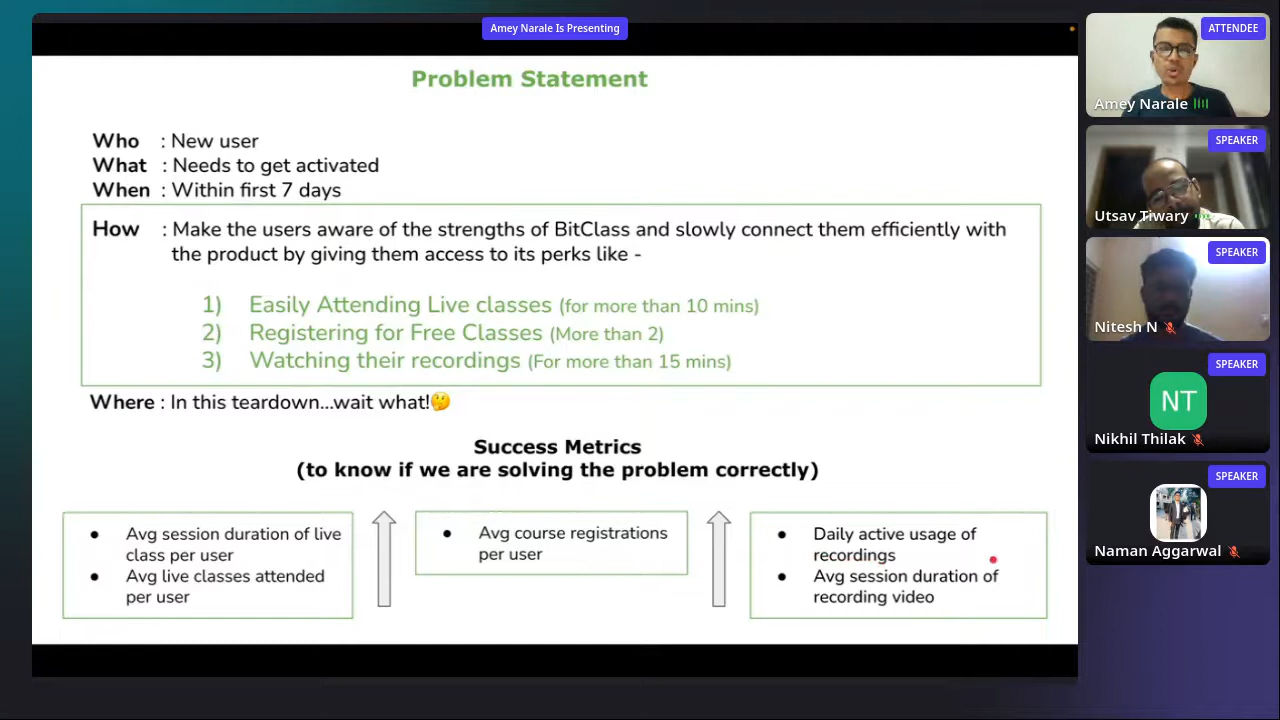 Amey Narale Is Presenting
Problem Statement
Who : New user
What : Needs to get activated
When : Within first 7 days
How : Make the users aware of the strengths of BitClass and slowly connect them efficiently with
the product by giving them access to its perks like -
1) Easily Attending Live classes (for more than 10 mins)
2) Registering for Free Classes (More than 2)
3) Watching their recordings (For more than 15 mins)
Where : In this teardown...wait what!🤔
Success Metrics
(to know if we are solving the problem correctly)
● Avg session duration of live
class per user
● Avg live classes attended
per user
● Avg course registrations
per user
● Daily active usage of
recordings
● Avg session duration of
recording video
ATTENDEE
Amey Narale
SPEAKER
Utsav Tiwary
SPEAKER
Nitesh N
SPEAKER
NT
Nikhil Thilak
SPEAKER
Naman Aggarwal